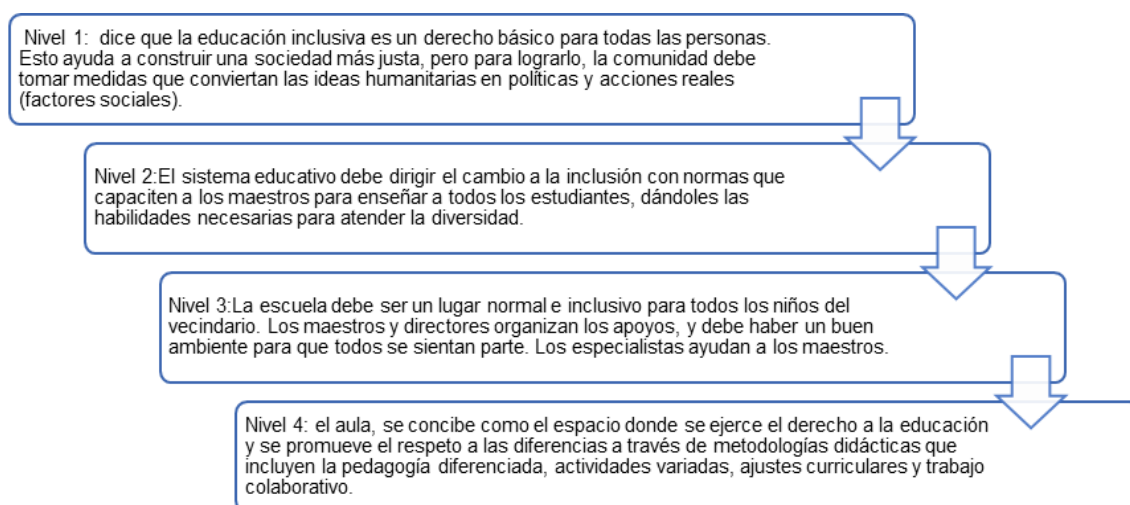 Nivel 1:  dice que la educación inclusiva es un derecho básico para todas las personas.
Esto ayuda a construir una sociedad más justa, pero para lograrlo, la comunidad debe
tomar medidas que conviertan las ideas humanitarias en políticas y acciones reales
(factores sociales).
Nivel 2:El sistema educativo debe dirigir el cambio a la inclusión con normas que
capaciten a los maestros para enseñar a todos los estudiantes, dándoles las
habilidades necesarias para atender la diversidad.
Nivel 3:La escuela debe ser un lugar normal e inclusivo para todos los niños del
vecindario. Los maestros y directores organizan los apoyos, y debe haber un buen
ambiente para que todos se sientan parte. Los especialistas ayudan a los maestros.
Nivel 4: el aula, se concibe como el espacio donde se ejerce el derecho a la educación
y se promueve el respeto a las diferencias a través de metodologías didácticas que
incluyen la pedagogía diferenciada, actividades variadas, ajustes curriculares y trabajo
colaborativo.